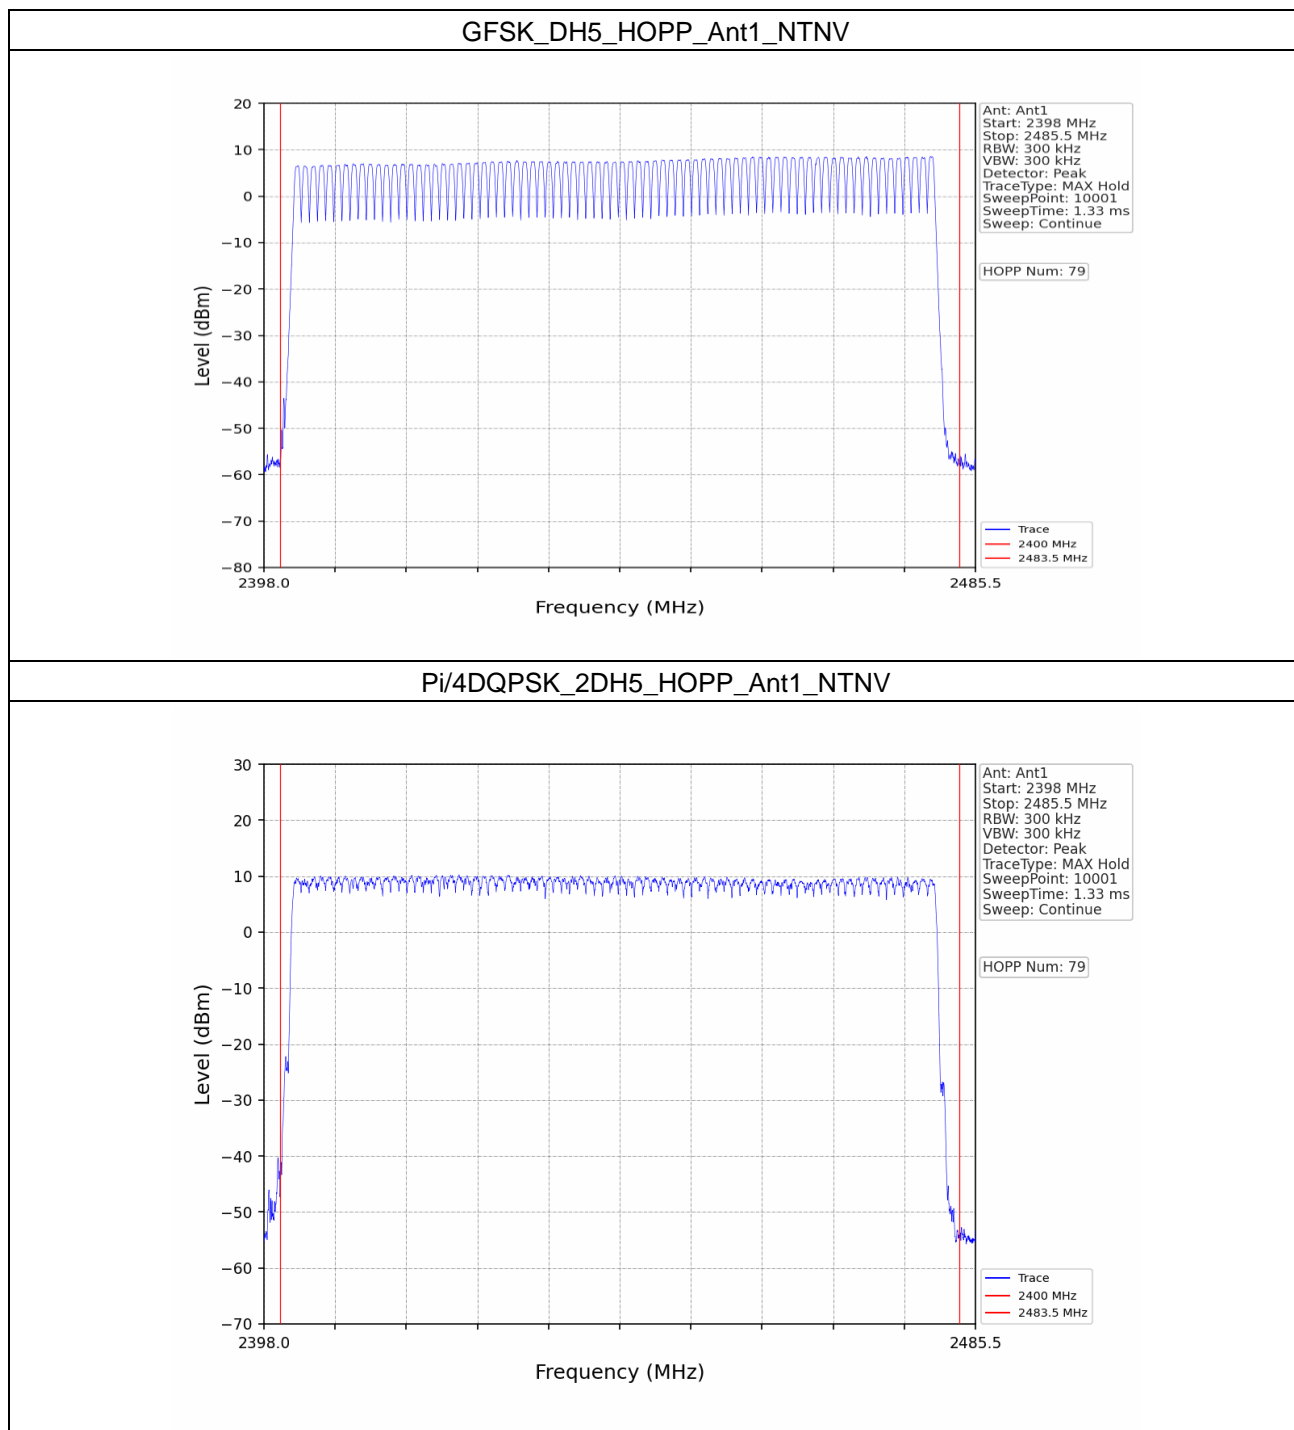 GFSK_DH5_HOPP_Ant1_NTNV
20
10
0
−10
−20
−30
−40
−50
−60
−70
−80
Level (dBm)
2398.0
2485.5
Frequency (MHz)
Ant: Ant1
Start: 2398 MHz
Stop: 2485.5 MHz
RBW: 300 kHz
VBW: 300 kHz
Detector: Peak
TraceType: MAX Hold
SweepPoint: 10001
SweepTime: 1.33 ms
Sweep: Continue
HOPP Num: 79
Trace
2400 MHz
2483.5 MHz
Pi/4DQPSK_2DH5_HOPP_Ant1_NTNV
30
20
10
0
−10
−20
−30
−40
−50
−60
−70
Level (dBm)
2398.0
2485.5
Frequency (MHz)
Ant: Ant1
Start: 2398 MHz
Stop: 2485.5 MHz
RBW: 300 kHz
VBW: 300 kHz
Detector: Peak
TraceType: MAX Hold
SweepPoint: 10001
SweepTime: 1.33 ms
Sweep: Continue
HOPP Num: 79
Trace
2400 MHz
2483.5 MHz